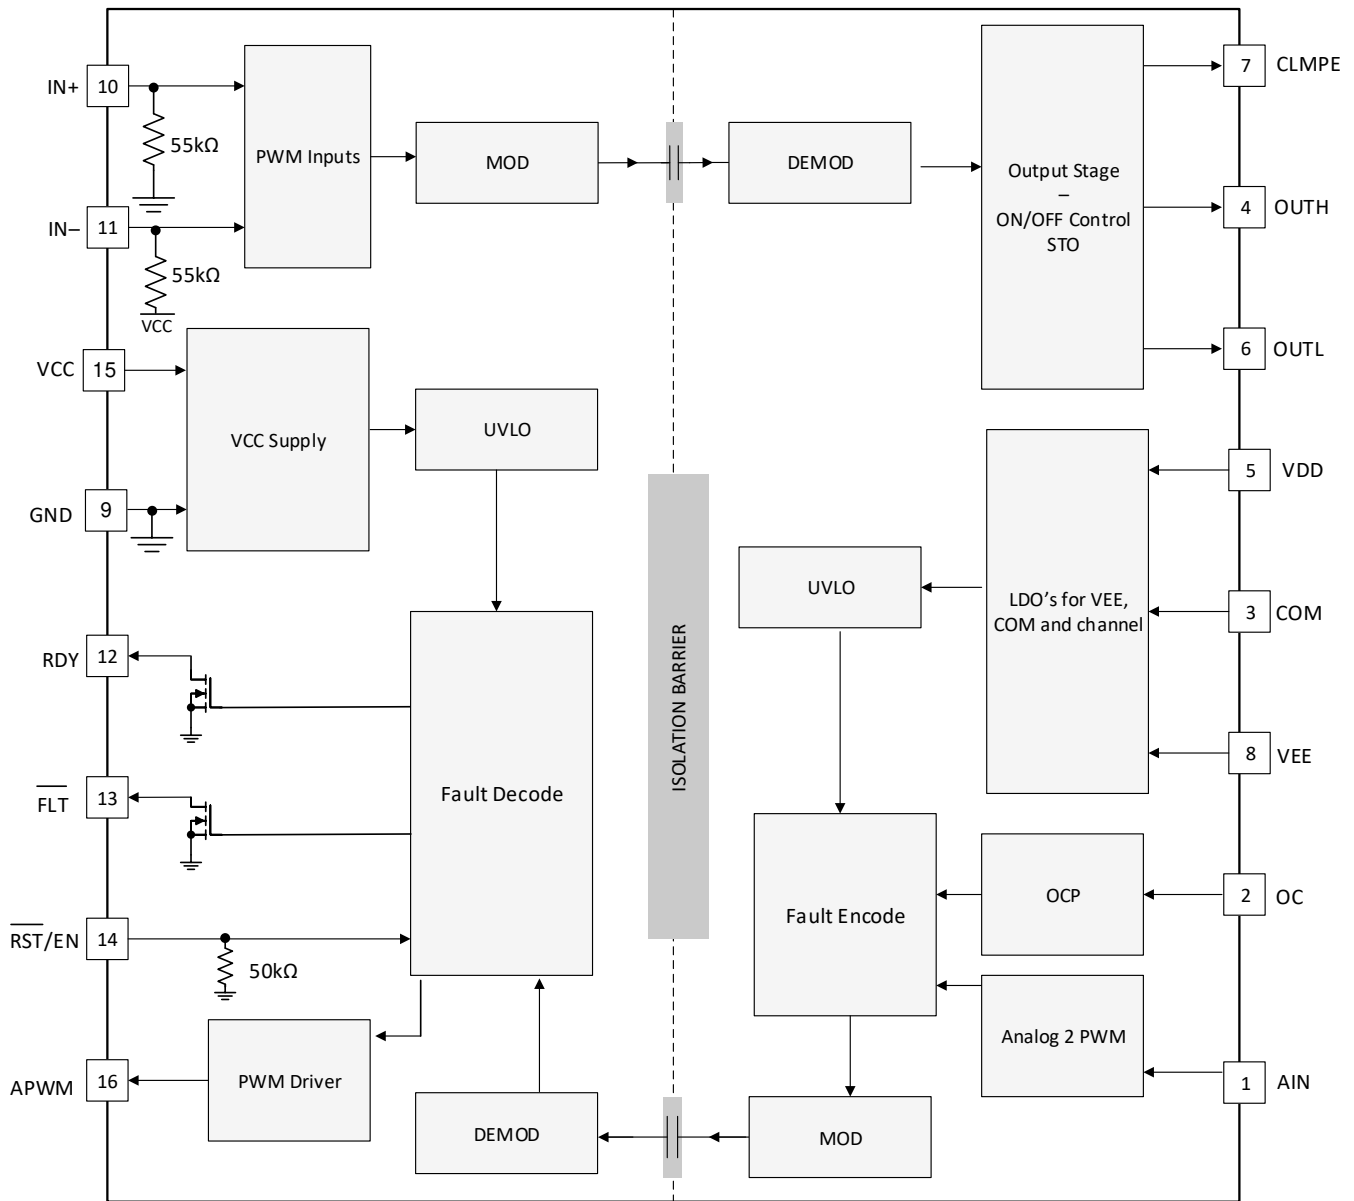 IN+
10
55kΩ
IN–
11
55kΩ
VCC
PWM Inputs
MOD
DEMOD
Output Stage
–
ON/OFF Control
STO
7
CLMPE
4
OUTH
6
OUTL
VCC
15
GND
9
VCC Supply
UVLO
ISOLATION BARRIER
UVLO
LDO's for VEE,
COM and channel
5
VDD
3
COM
8
VEE
RDY
12
FLT
13
RST/EN
14
50kΩ
Fault Decode
Fault Encode
OCP
2
OC
Analog 2 PWM
1
AIN
APWM
16
PWM Driver
DEMOD
MOD